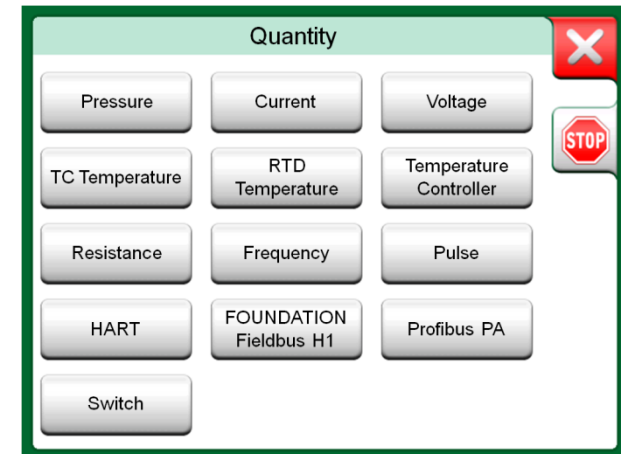 Quantity
Pressure
Current
Voltage
STOP
TC Temperature
RTD
Temperature
Temperature
Controller
Resistance
Frequency
Pulse
HART
FOUNDATION
Fieldbus H1
Profibus PA
Switch